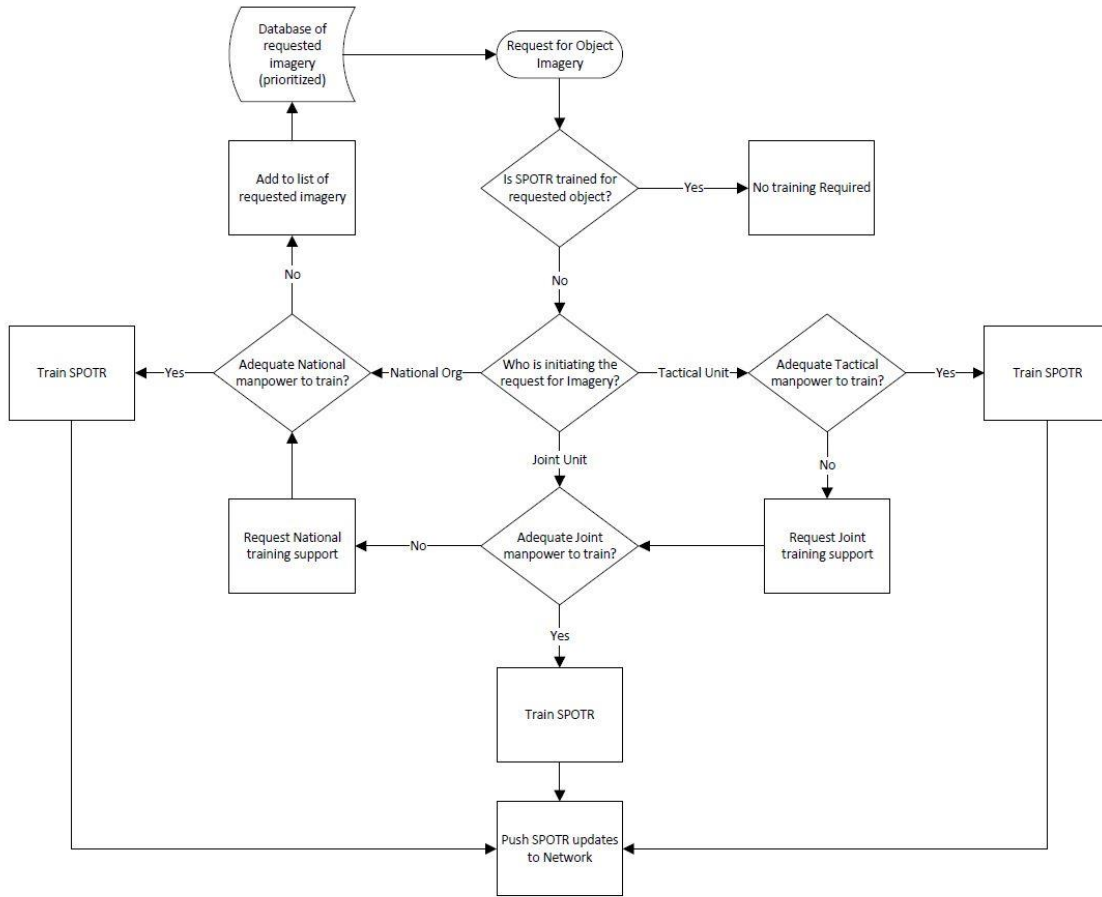 Database of
requested
imagery
(prioritized)
Request for Object
Imagery
Add to list of
requested imagery
Is SPOTR trained for
requested object?
Yes
No training Required
No
No
Train SPOTR
Yes
Adequate National
manpower to train?
National Org
Who is initiating the
request for Imagery?
Tactical Unit
Adequate Tactical
manpower to train?
Yes
Train SPOTR
Joint Unit
No
Request National
training support
No
Adequate Joint
manpower to train?
Request Joint
training support
Yes
Train SPOTR
Push SPOTR updates
to Network